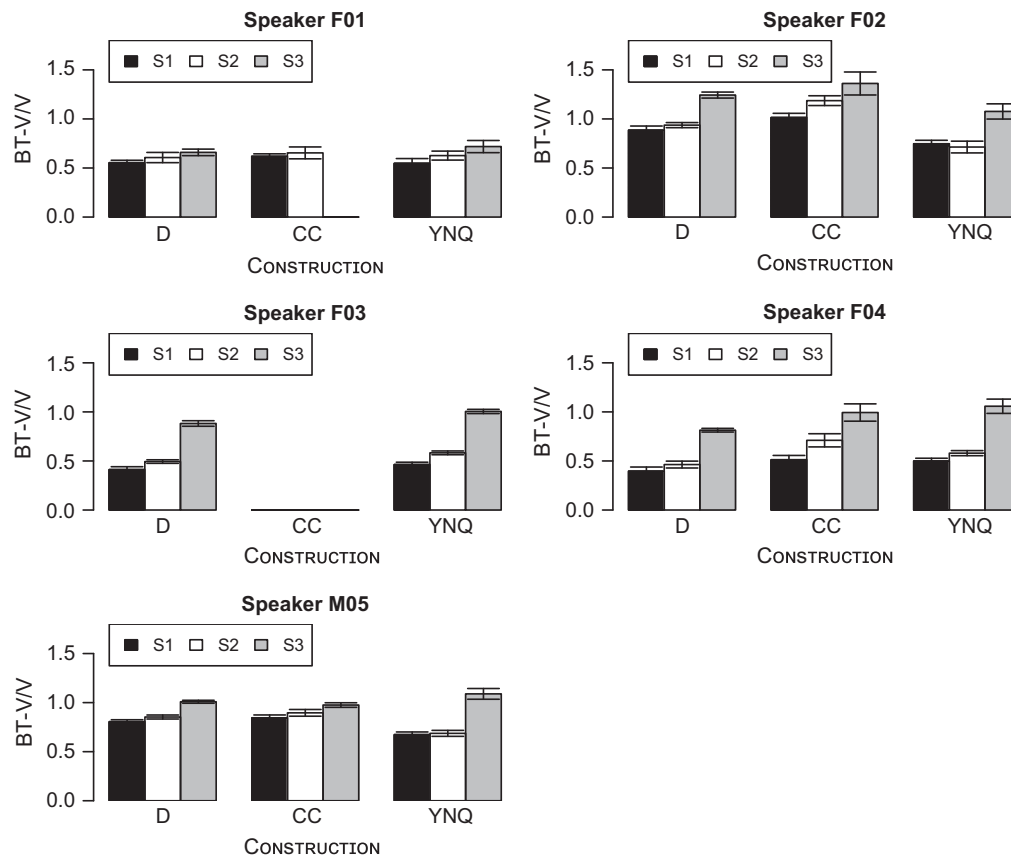 Speaker F01
S1 S2 S3
BT-V/V
1.5
1.0
0.5
0.0
D CC YNQ
CONSTRUCTION
Speaker F02
S1 S2 S3
BT-V/V
1.5
1.0
0.5
0.0
D CC YNQ
CONSTRUCTION
Speaker F03
S1 S2 S3
BT-V/V
1.5
1.0
0.5
0.0
D CC YNQ
CONSTRUCTION
Speaker F04
S1 S2 S3
BT-V/V
1.5
1.0
0.5
0.0
D CC YNQ
CONSTRUCTION
Speaker M05
S1 S2 S3
BT-V/V
1.5
1.0
0.5
0.0
D CC YNQ
CONSTRUCTION